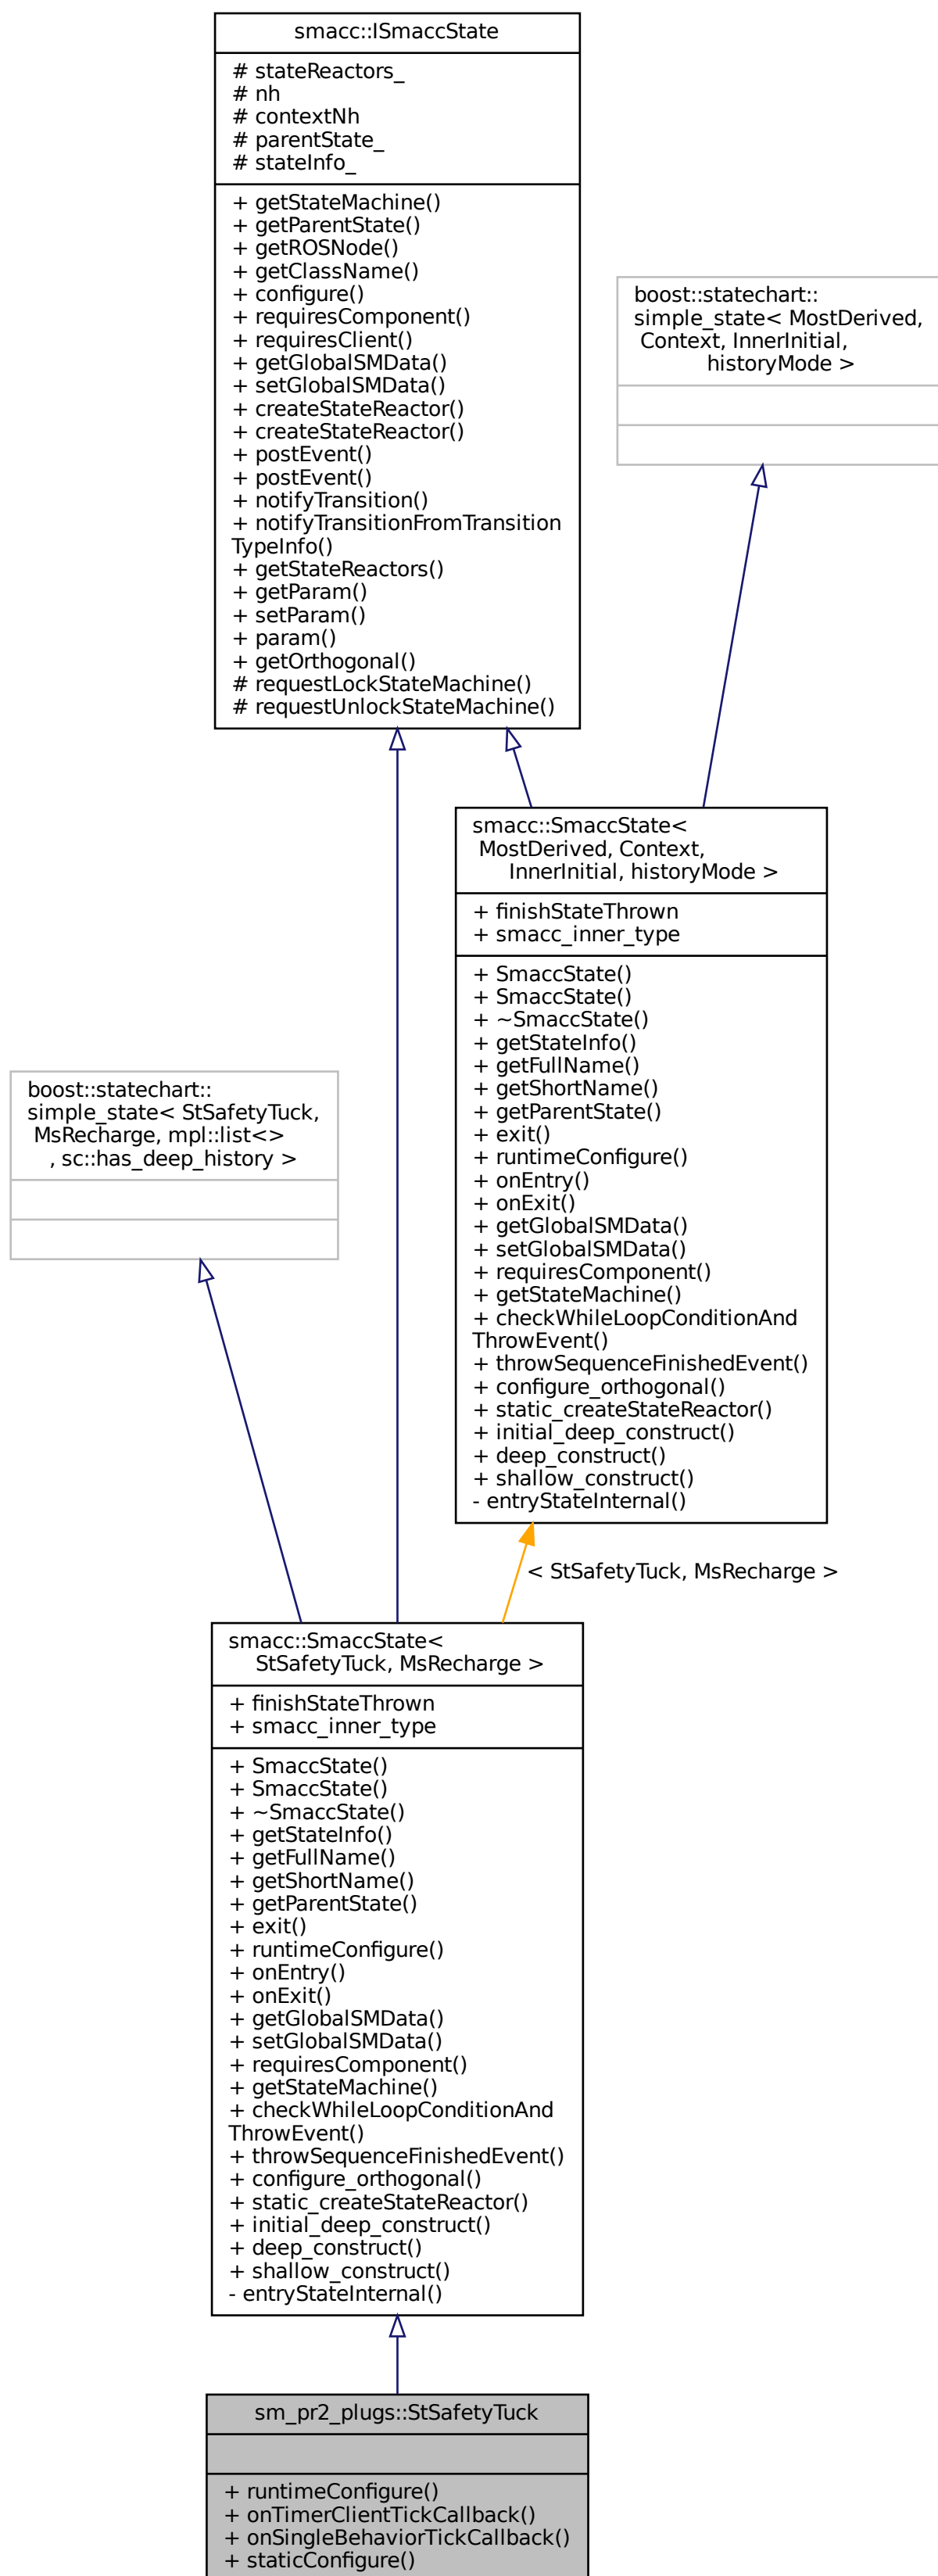 smacc::ISmaccState
# stateReactors_
# nh
# contextNh
# parentState_
# stateInfo_
+ getStateMachine()
+ getParentState()
+ getROSNode()
+ getClassName()
+ configure()
+ requiresComponent()
+ requiresClient()
+ getGlobalSMData()
+ setGlobalSMData()
+ createStateReactor()
+ createStateReactor()
+ postEvent()
+ postEvent()
+ notifyTransition()
+ notifyTransitionFromTransition
TypeInfo()
+ getStateReactors()
+ getParam()
+ setParam()
+ param()
+ getOrthogonal()
# requestLockStateMachine()
# requestUnlockStateMachine()
boost::statechart::
simple_state< MostDerived,
Context, InnerInitial,
historyMode >
smacc::SmaccState<
MostDerived, Context,
InnerInitial, historyMode >
+ finishStateThrown
+ smacc_inner_type
+ SmaccState()
+ SmaccState()
+ ~SmaccState()
+ getStateInfo()
+ getFullName()
+ getShortName()
+ getParentState()
+ exit()
+ runtimeConfigure()
+ onEntry()
+ onExit()
+ getGlobalSMData()
+ setGlobalSMData()
+ requiresComponent()
+ getStateMachine()
+ checkWhileLoopConditionAnd
ThrowEvent()
+ throwSequenceFinishedEvent()
+ configure_orthogonal()
+ static_createStateReactor()
+ initial_deep_construct()
+ deep_construct()
+ shallow_construct()
- entryStateInternal()
boost::statechart::
simple_state< StSafetyTuck,
MsRecharge, mpl::list<>
, sc::has_deep_history >
< StSafetyTuck, MsRecharge >
smacc::SmaccState<
StSafetyTuck, MsRecharge >
+ finishStateThrown
+ smacc_inner_type
+ SmaccState()
+ SmaccState()
+ ~SmaccState()
+ getStateInfo()
+ getFullName()
+ getShortName()
+ getParentState()
+ exit()
+ runtimeConfigure()
+ onEntry()
+ onExit()
+ getGlobalSMData()
+ setGlobalSMData()
+ requiresComponent()
+ getStateMachine()
+ checkWhileLoopConditionAnd
ThrowEvent()
+ throwSequenceFinishedEvent()
+ configure_orthogonal()
+ static_createStateReactor()
+ initial_deep_construct()
+ deep_construct()
+ shallow_construct()
- entryStateInternal()
sm_pr2_plugs::StSafetyTuck
+ runtimeConfigure()
+ onTimerClientTickCallback()
+ onSingleBehaviorTickCallback()
+ staticConfigure()